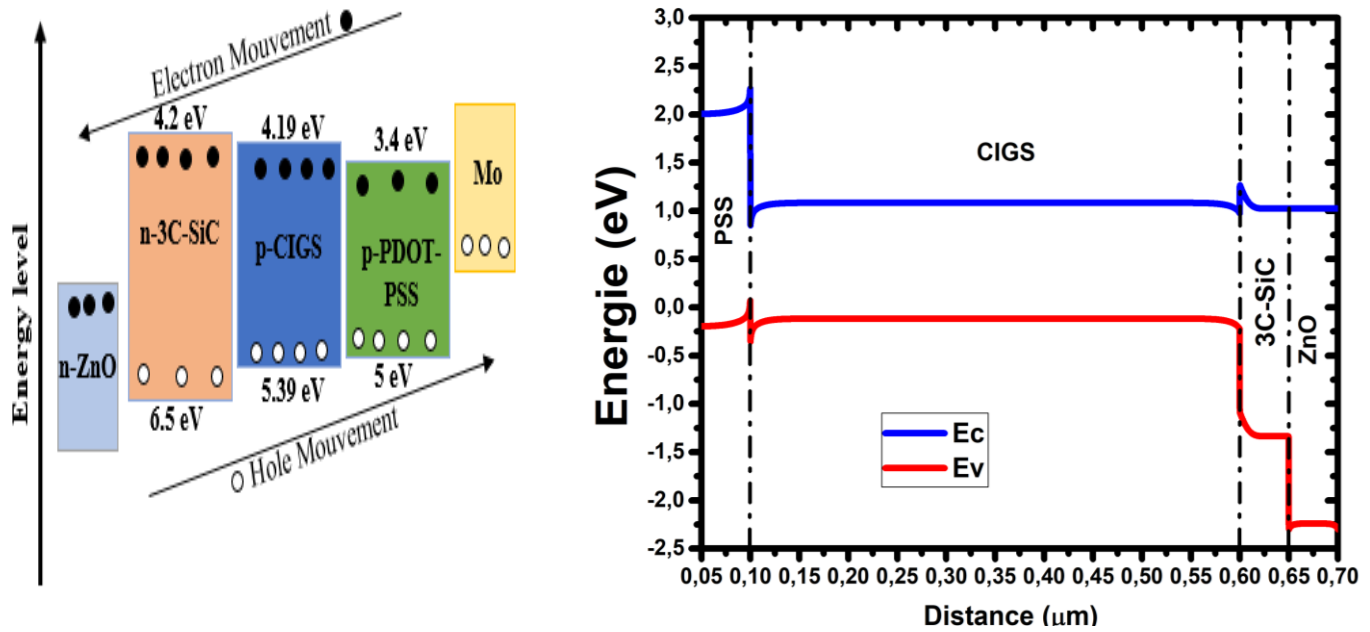 Energy level
Electron Mouvement
4.2 eV
4.19 eV
3.4 eV
Mo
n-3C-SiC
p-CIGS
p-PDOT-
PSS
n-ZnO
6.5 eV
5.39 eV
5 eV
Hole Mouvement
Energie (eV)
3,0
2,5
2,0
1,5
1,0
0,5
0,0
-0,5
-1,0
-1,5
-2,0
-2,5
PSS
CIGS
3C-SiC
ZnO
Ec
Ev
0,05 0,10 0,15 0,20 0,25 0,30 0,35 0,40 0,45 0,50 0,55 0,60 0,65 0,70
Distance (μm)